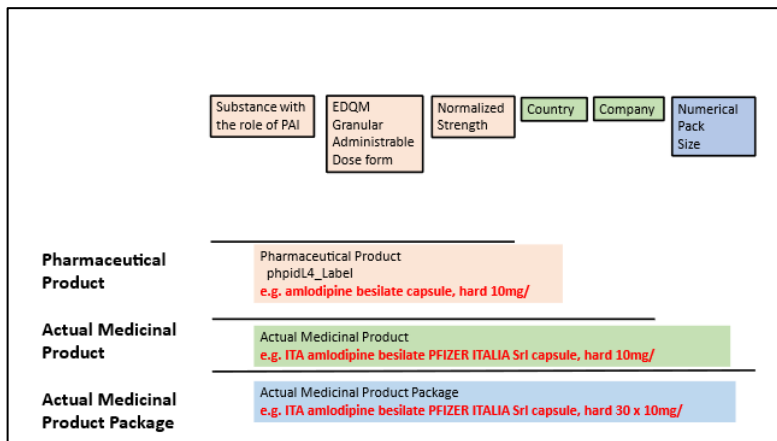 Substance with
the role of PAI
EDQM
Granular
Administrable
Dose form
Normalized
Strength
Country
Company
Numerical
Pack
Size
Pharmaceutical
Product
Pharmaceutical Product
phpidL4_Label
e.g. amlodipine besilate capsule, hard 10mg/
Actual Medicinal
Product
Actual Medicinal Product
e.g. ITA amlodipine besilate PFIZER ITALIA Srl capsule, hard 10mg/
Actual Medicinal
Product Package
Actual Medicinal Product Package
e.g. ITA amlodipine besilate PFIZER ITALIA Srl capsule, hard 30 x 10mg/